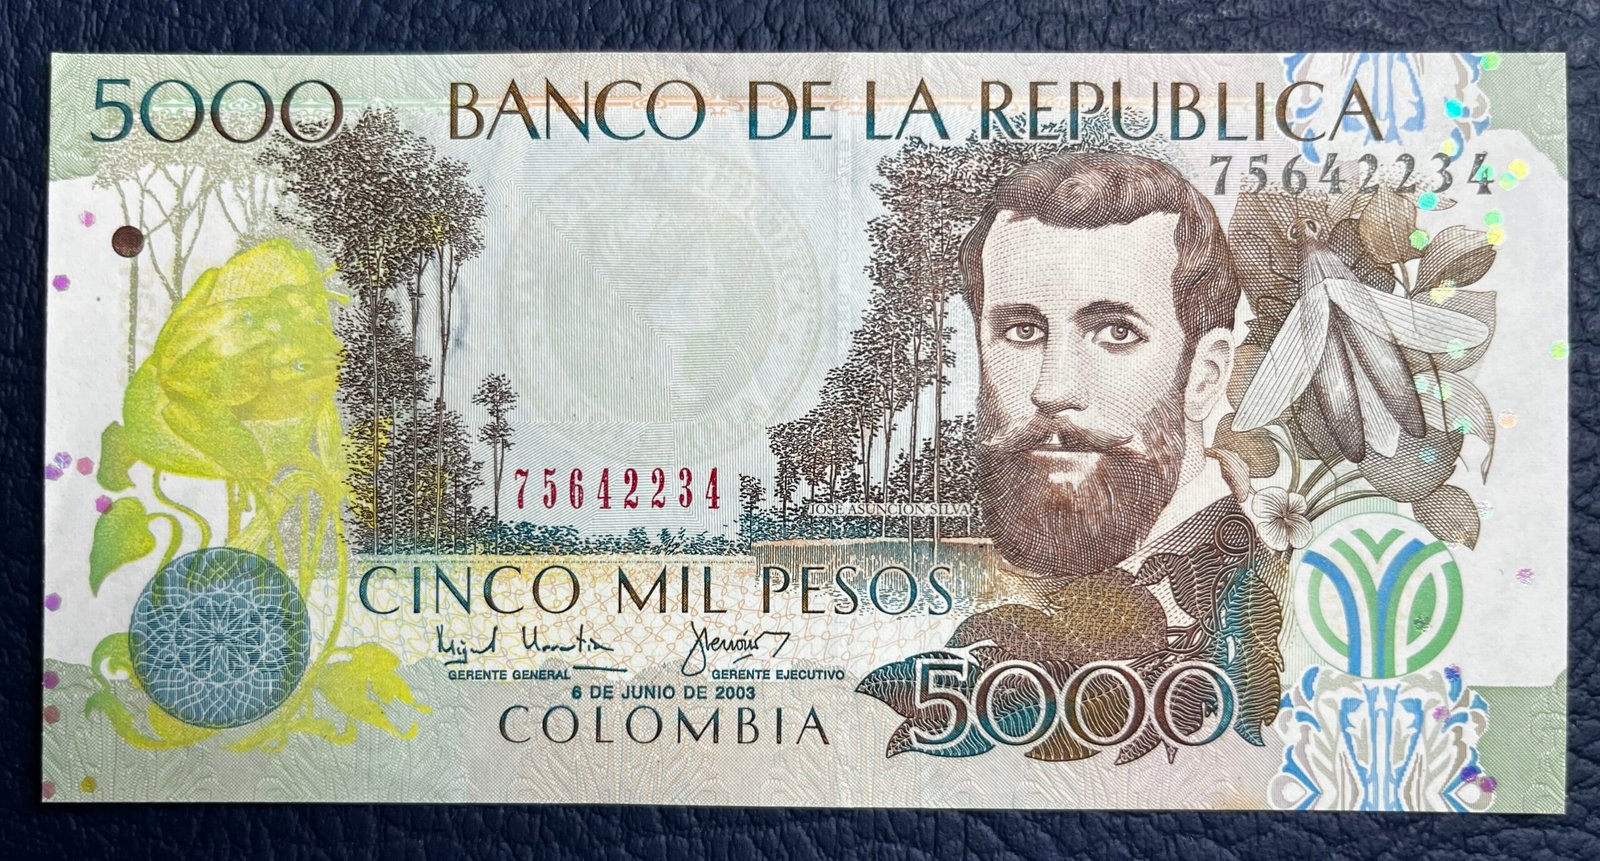 5000 BANCO DE LA REPUBLICA
75642234
75642234
JOSE ASUNCION SILVA
CINCO MIL PESOS
GERENTE GENERAL GERENTE EJECUTIVO
6 DE JUNIO DE 2003
COLOMBIA
5000